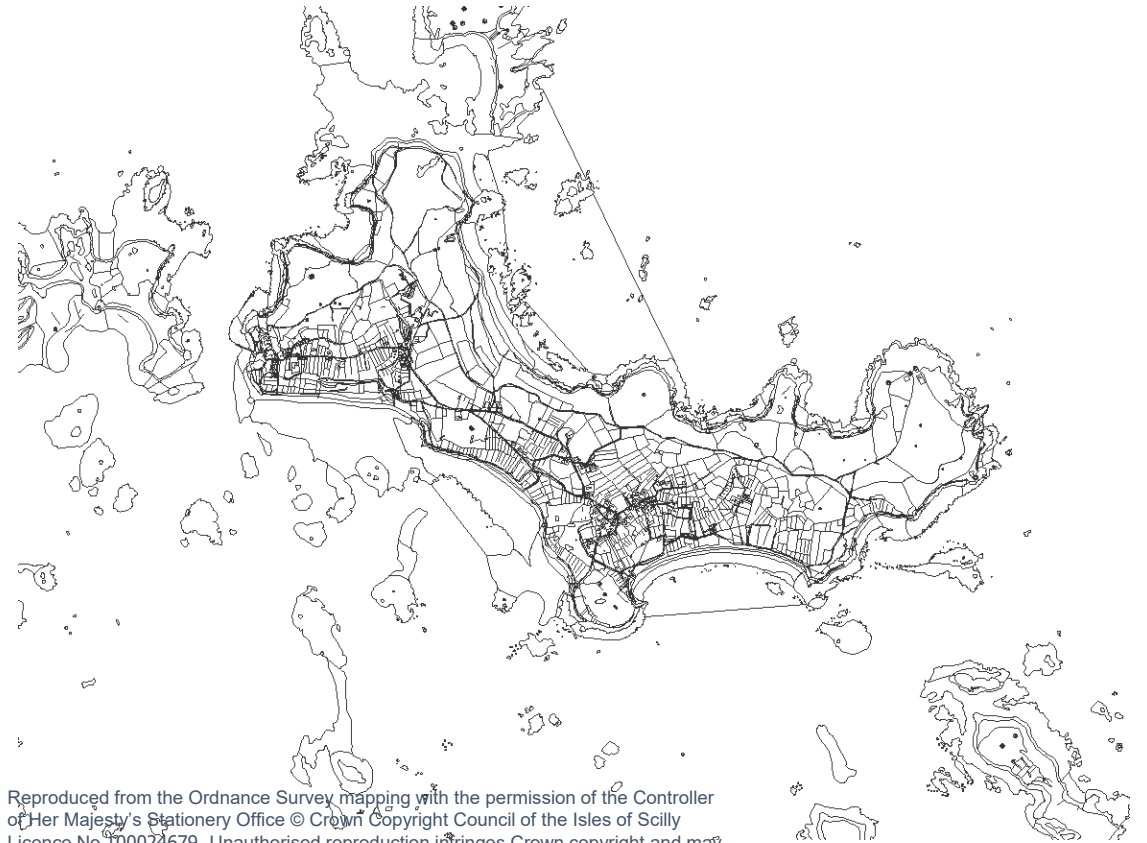 Reproduced from the Ordnance Survey mapping with the permission of the Controller
of Her Majesty's Stationery Office © Crown Copyright Council of the Isles of Scilly
Licence No 100024679. Unauthorised reproduction infringes Crown copyright and may